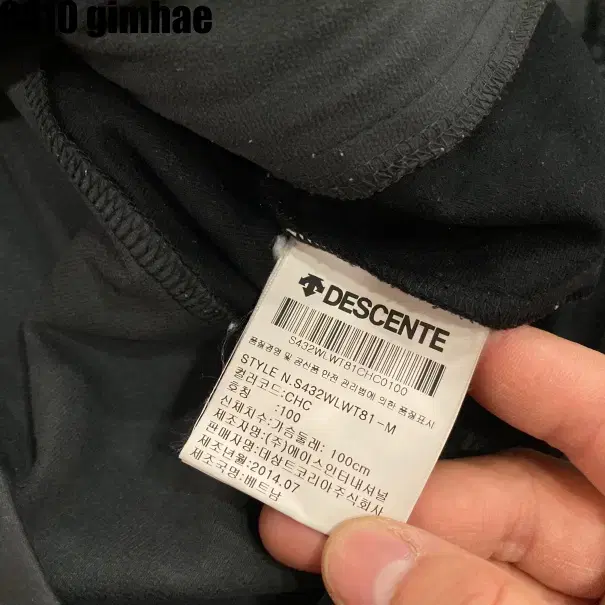 gimhae
DESCENTE
S432WLWT81CHC0100
품질경영 및 공산품 안전 관리법에 의한 품질표시
STYLE N.S432WLWT81-M
컬러코드:CHC
호칭 :100
신체치수:가슴둘레: 100cm
제조자명:(주)에이스인터내셔널
판매자명:데상트코리아주식회사
제조년월:2014.07
제조국명:베트남